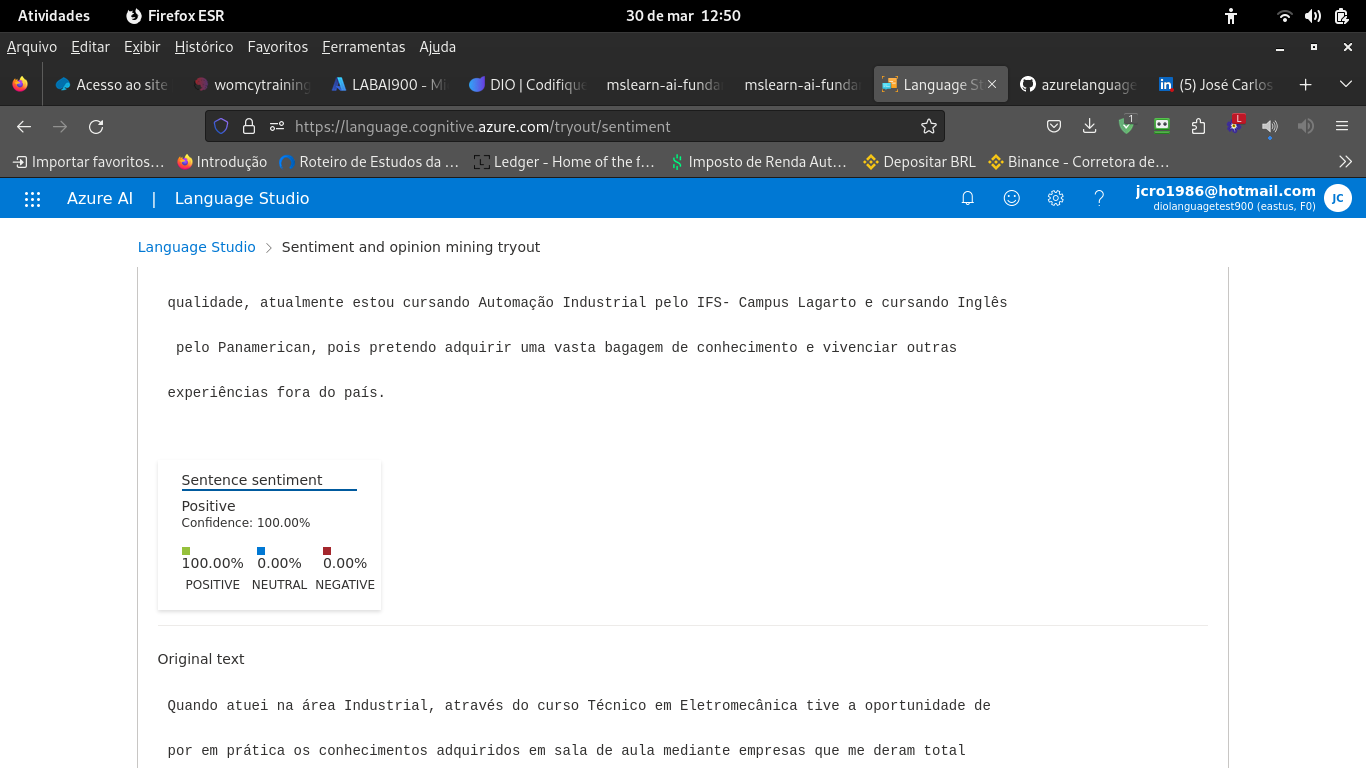 Atividades Firefox ESR 30 de mar 12:50
Arquivo Editar Exibir Histórico Favoritos Ferramentas Ajuda
Acesso ao site womcytraining LABAI900 - Mi DIO | Codifique mslearn-ai-funda mslearn-ai-funda Language St azurelanguage (5) José Carlos
https://language.cognitive.azure.com/tryout/sentiment 1 L
Importar favoritos… Introdução Roteiro de Estudos da … Ledger - Home of the f… Imposto de Renda Aut… Depositar BRL Binance - Corretora de…
Azure AI | Language Studio jcro1986@hotmail.com JC
diolanguagetest900 (eastus, F0)
Language Studio > Sentiment and opinion mining tryout
qualidade, atualmente estou cursando Automação Industrial pelo IFS- Campus Lagarto e cursando Inglês
pelo Panamerican, pois pretendo adquirir uma vasta bagagem de conhecimento e vivenciar outras
experiências fora do país.
Sentence sentiment
Positive
Confidence: 100.00%
100.00% 0.00% 0.00%
POSITIVE NEUTRAL NEGATIVE
Original text
Quando atuei na área Industrial, através do curso Técnico em Eletromecânica tive a oportunidade de
por em prática os conhecimentos adquiridos em sala de aula mediante empresas que me deram total